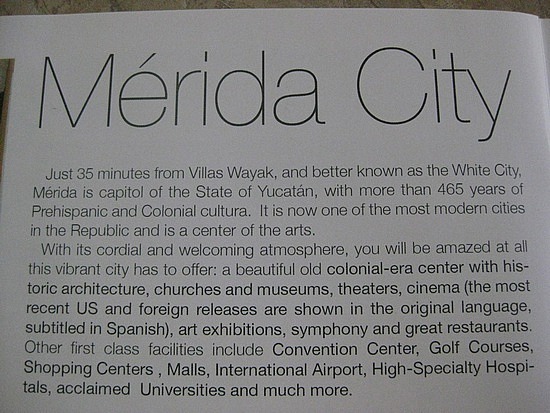 Mérida City
Just 35 minutes from Villas Wayak, and better known as the White City,
Mérida is capitol of the State of Yucatán, with more than 465 years of
Prehispanic and Colonial cultura. It is now one of the most modern cities
in the Republic and is a center of the arts.
With its cordial and welcoming atmosphere, you will be amazed at all
this vibrant city has to offer: a beautiful old colonial-era center with his-
toric architecture, churches and museums, theaters, cinema (the most
recent US and foreign releases are shown in the original language,
subtitled in Spanish), art exhibitions, symphony and great restaurants.
Other first class facilities include Convention Center, Golf Courses,
Shopping Centers , Malls, International Airport, High-Specialty Hospi-
tals, acclaimed Universities and much more.